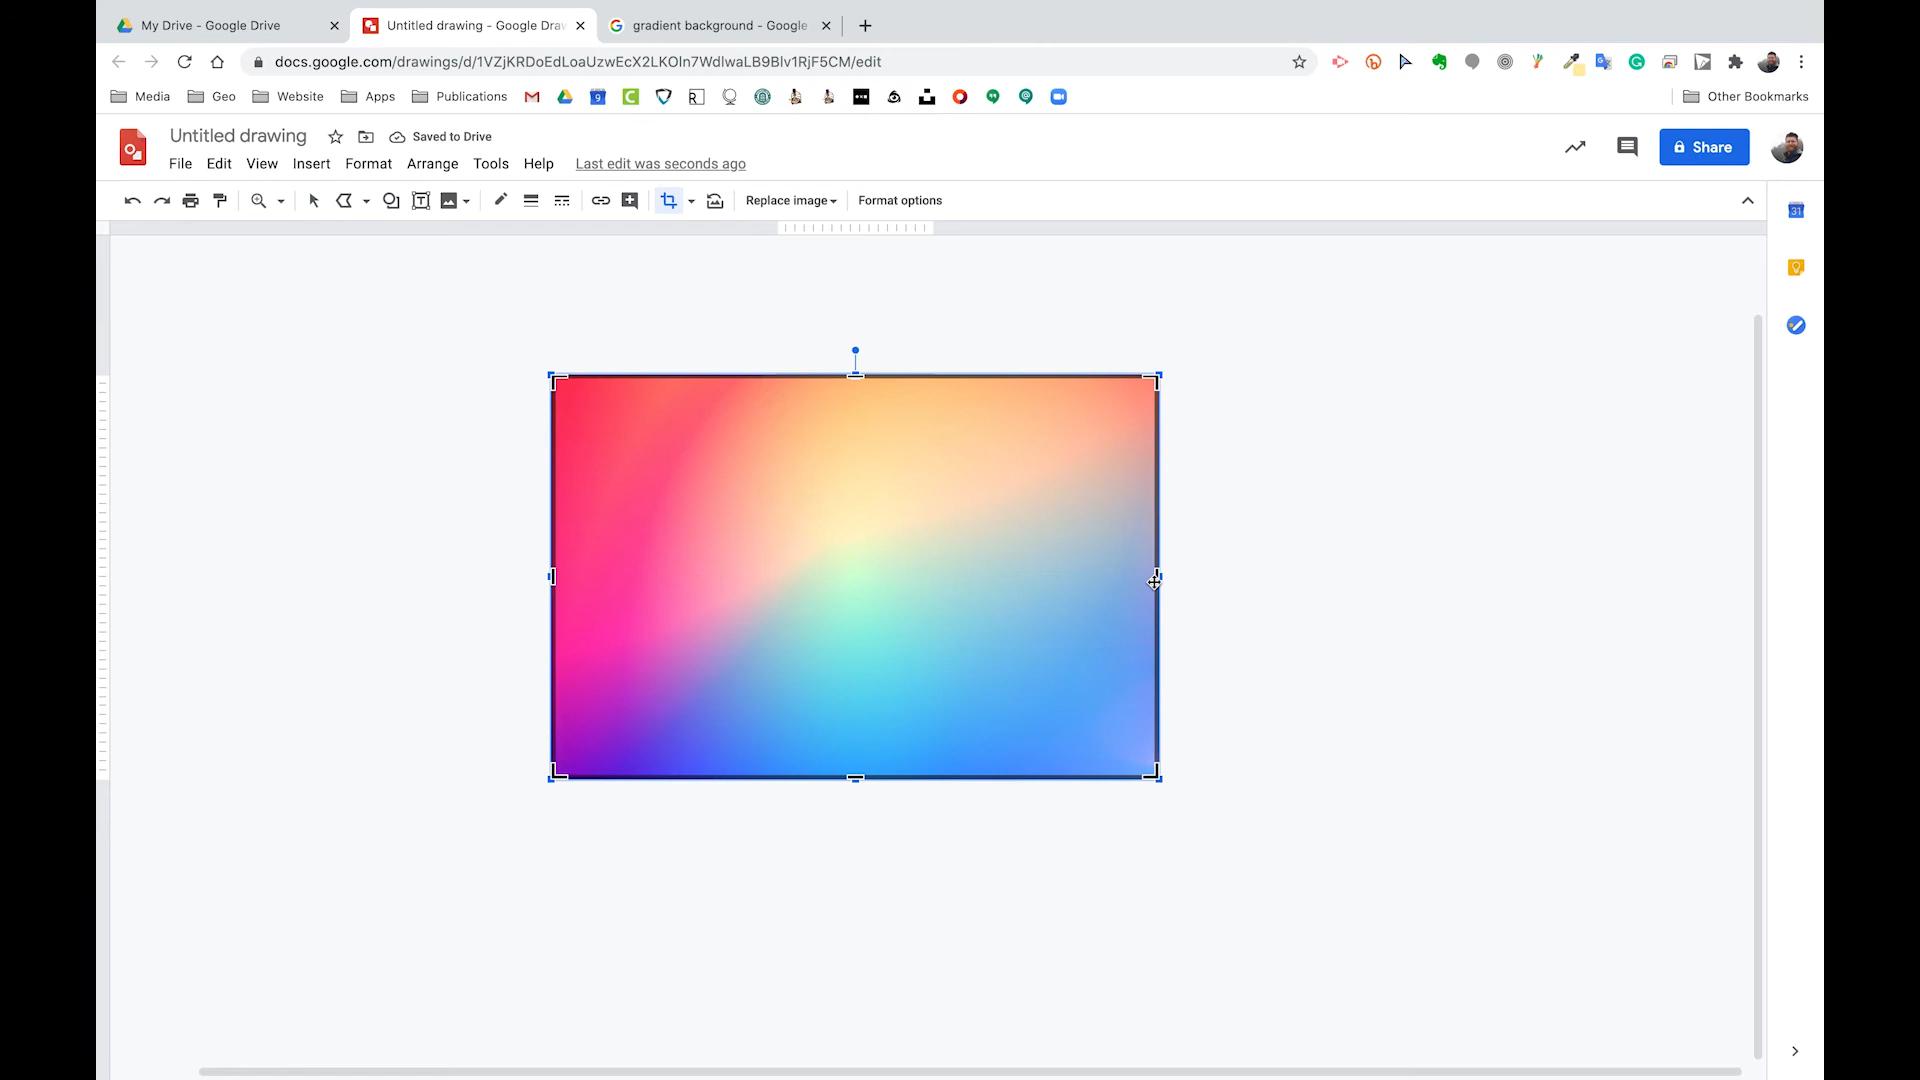 My Drive - Google Drive
Untitled drawing - Google Draw
gradient background - Google
docs.google.com/drawings/d/1VZjKRDoEdLoaUzwEcX2LKOIn7WdlwaLB9Blv1RjF5CM/edit
Media
Geo
Website
Apps
Publications
Other Bookmarks
Untitled drawing
Saved to Drive
File
Edit
View
Insert
Format
Arrange
Tools
Help
Last edit was seconds ago
Share
Replace image
Format options